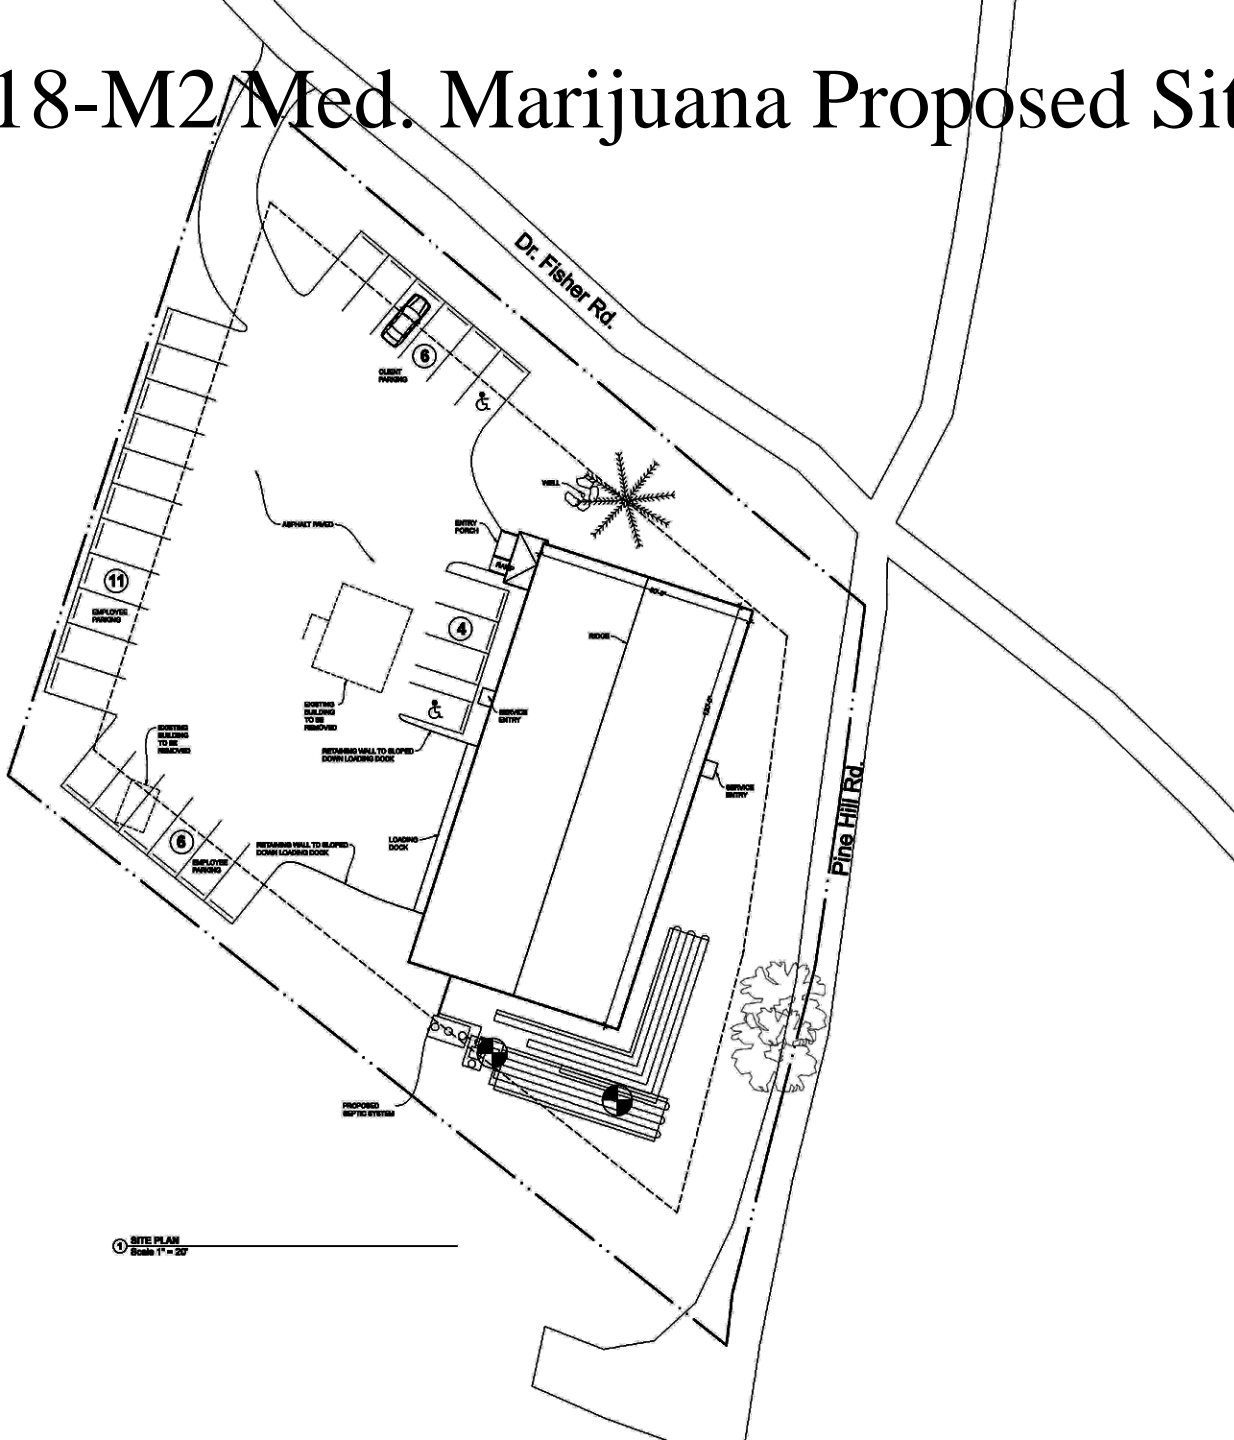 18-M2 Med. Marijuana Proposed Sit
Dr. Fisher Rd.
6
CLIENT
PARKING
WELL
ASPHALT PAVED
ENTRY
PORCH
RAMP
11
EMPLOYEE
PARKING
4
RIDGE
EXISTING
BUILDING
TO BE
REMOVED
SERVICE
ENTRY
EXISTING
BUILDING
TO BE
REMOVED
RETAINING WALL TO SLOPED
DOWN LOADING DOCK
SERVICE
ENTRY
Pine Hill Rd.
6
EMPLOYEE
PARKING
RETAINING WALL TO SLOPED
DOWN LOADING DOCK
LOADING
DOCK
PROPOSED
SEPTIC SYSTEM
1 SITE PLAN
Scale 1" = 20'